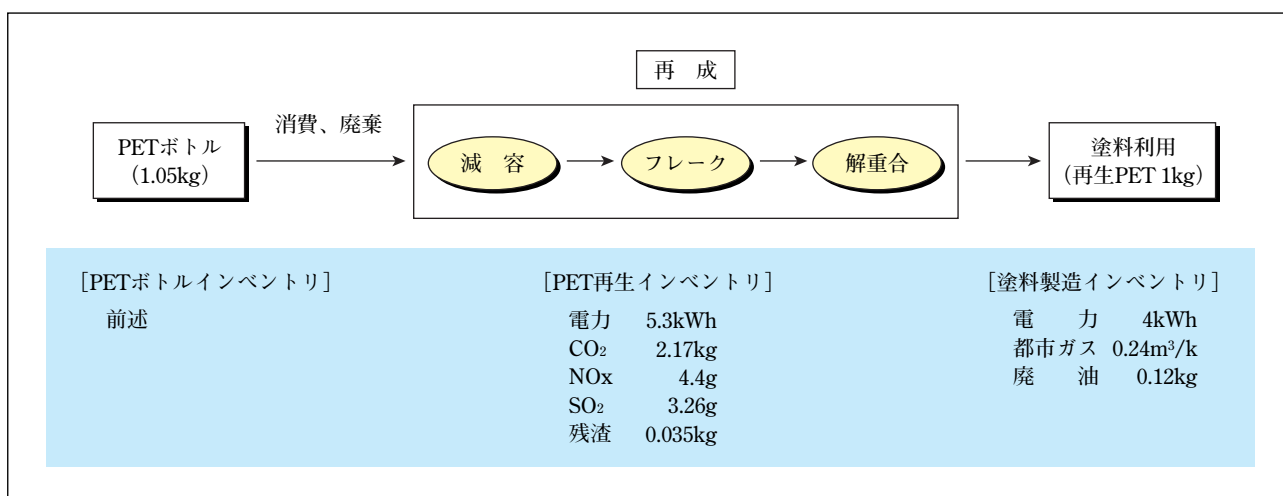 再　成
消費、廃棄
PETボトル
（1.05kg）
減　容
フレーク
解重合
塗料利用
（再生PET 1kg）
［PETボトルインベントリ］
前述
［PET再生インベントリ］
電力　5.3kWh
CO₂　2.17kg
NOx　4.4g
SO₂　3.26g
残渣　0.035kg
［塗料製造インベントリ］
電　　力　4kWh
都市ガス　0.24m³/k
廃　　油　0.12kg